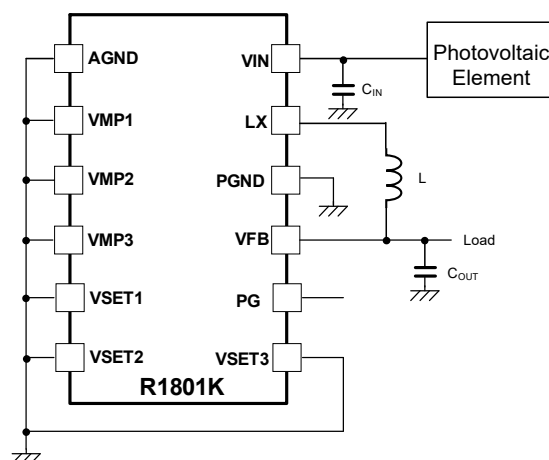 AGND
VMP1
VMP2
VMP3
VSET1
VSET2
VIN
LX
PGND
VFB
PG
VSET3
R1801K
CIN
Photovoltaic
Element
L
Load
COUT